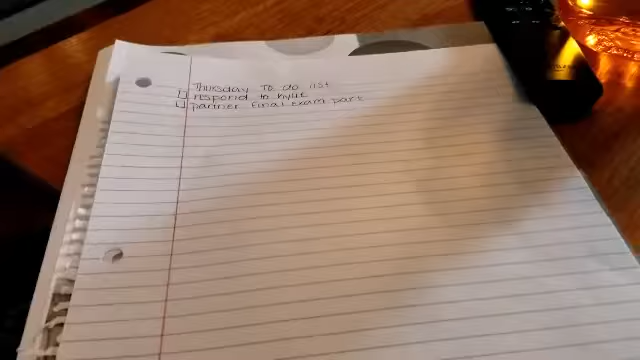 Thursday To do list
respond to kylie
partner Final Exam part